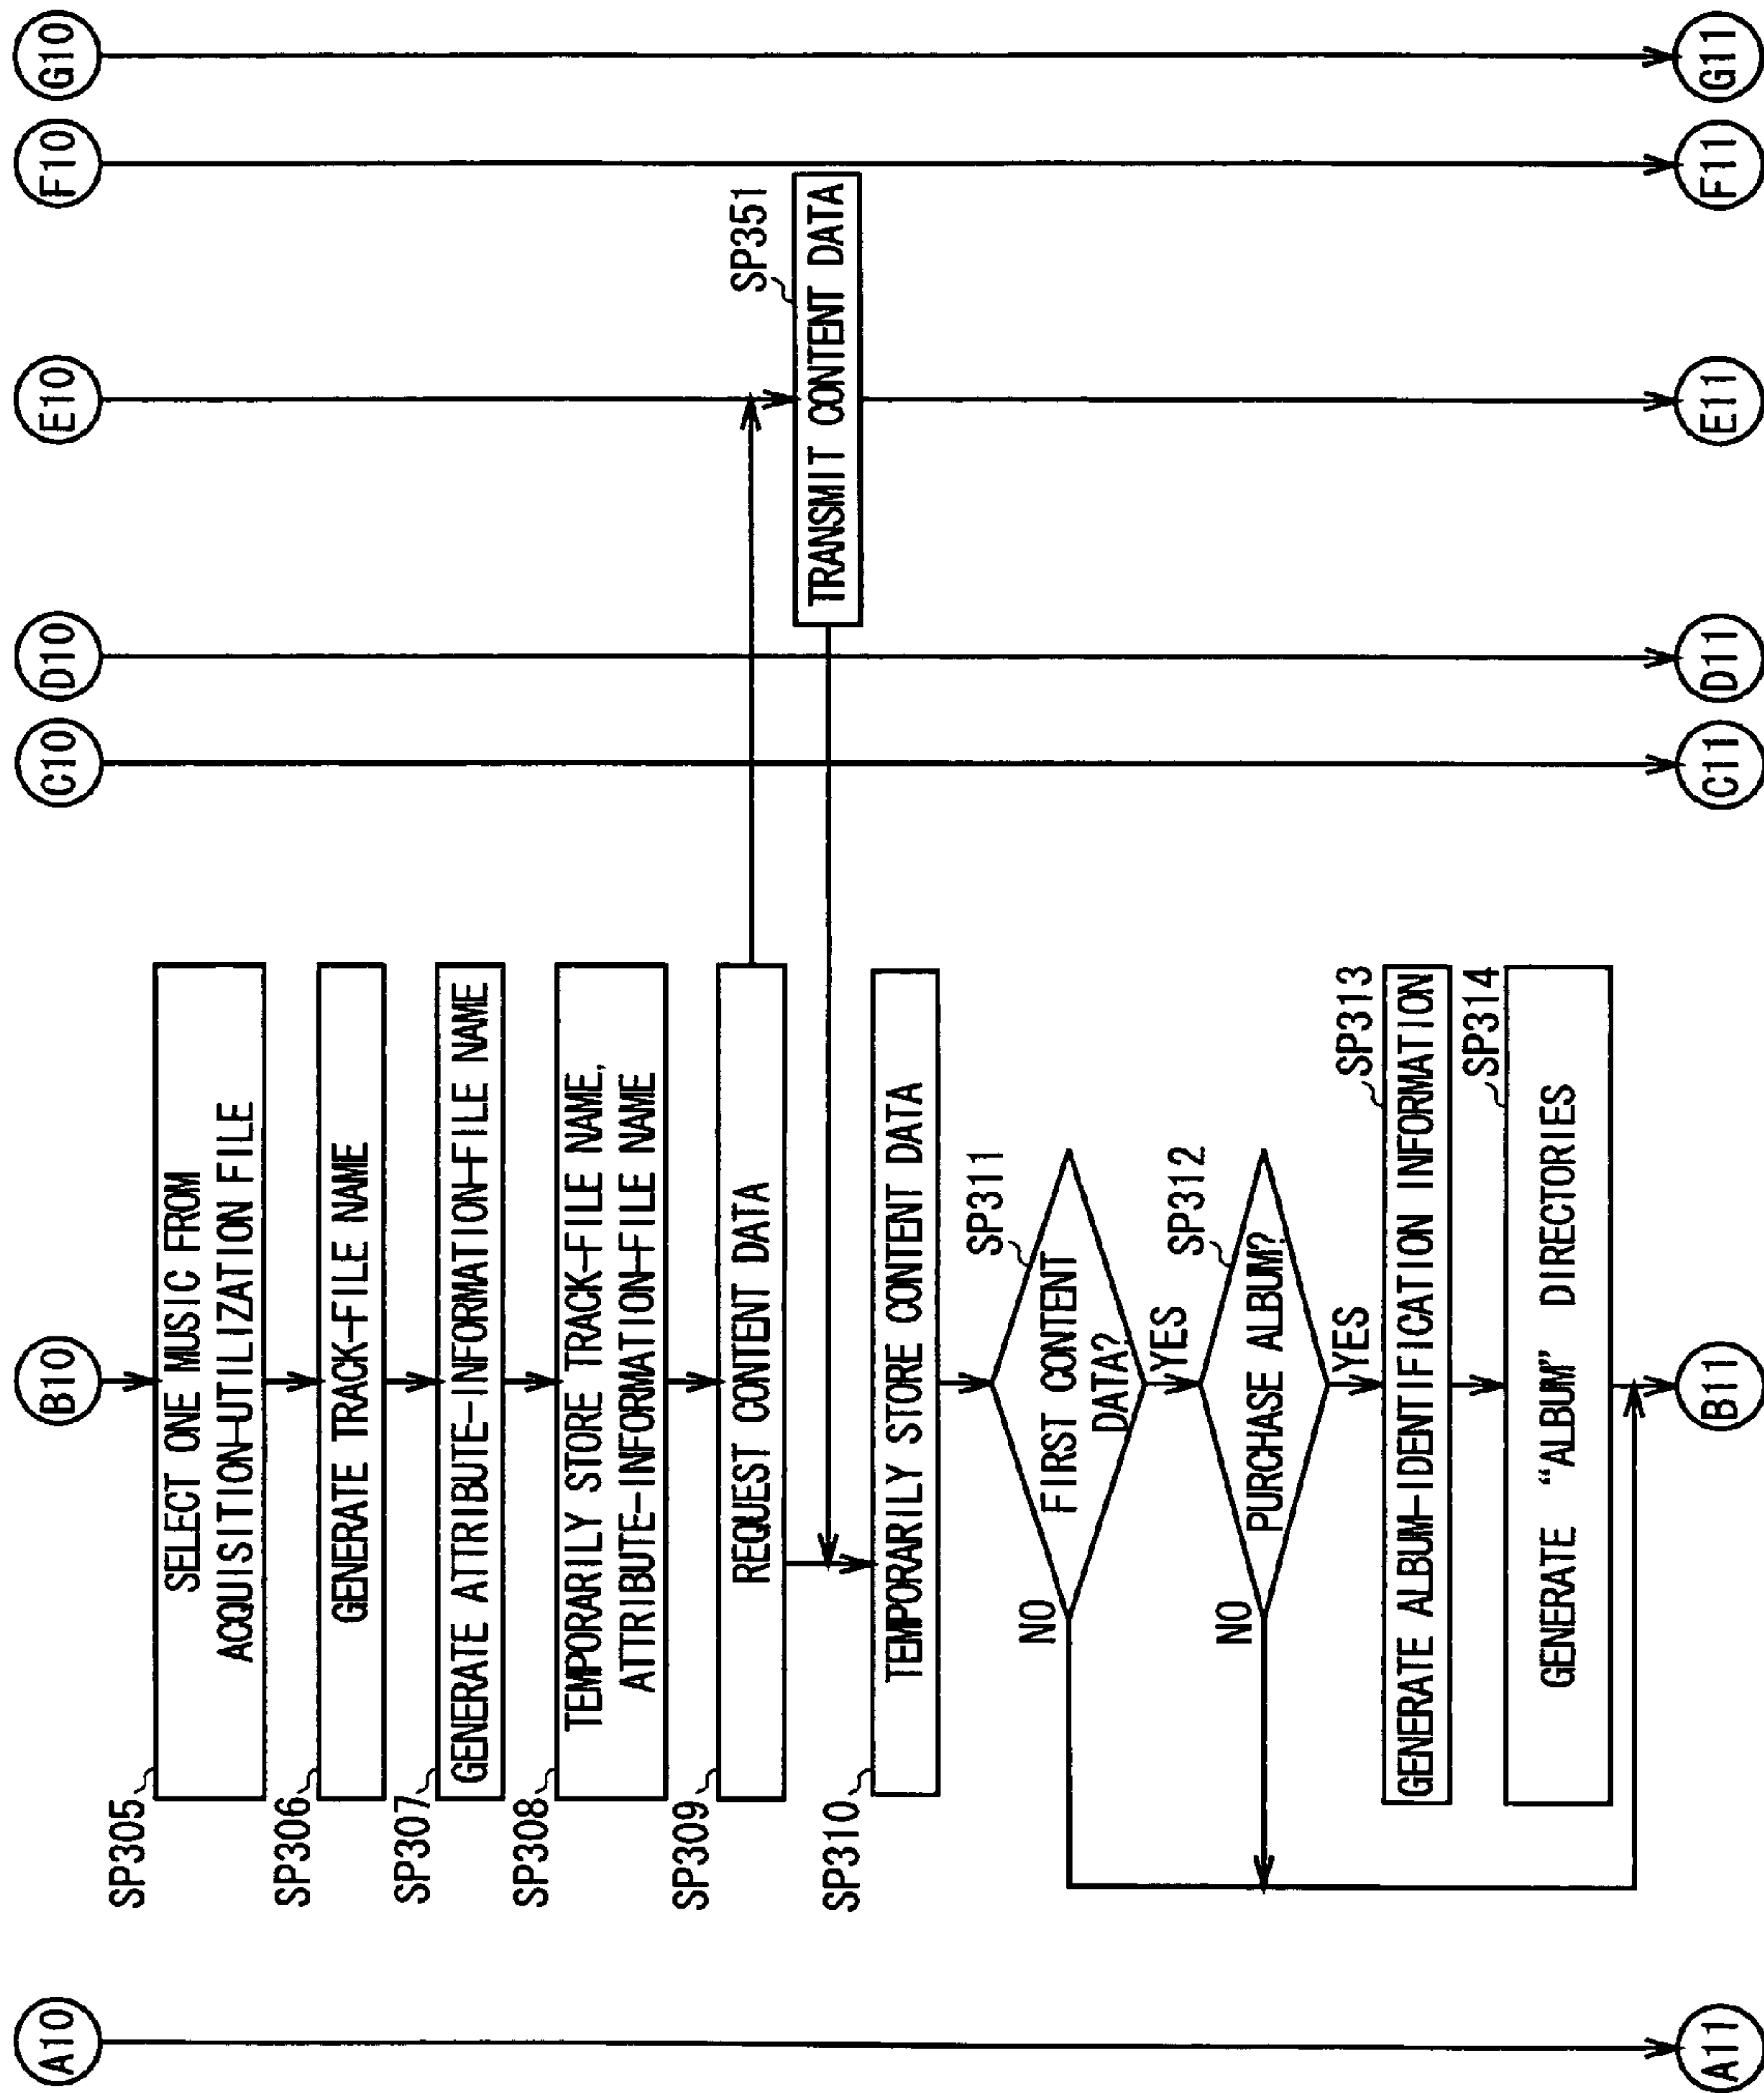 A10
B10
C10
D10
E10
F10
G10
SP305
SELECT ONE MUSIC FROM
ACQUISITION-UTILIZATION FILE
SP306
GENERATE TRACK-FILE NAME
SP307
GENERATE ATTRIBUTE-INFORMATION-FILE NAME
SP308
TEMPORARILY STORE TRACK-FILE NAME,
ATTRIBUTE-INFORMATION-FILE NAME
SP309
REQUEST CONTENT DATA
SP351
TRANSMIT CONTENT DATA
SP310
TEMPORARILY STORE CONTENT DATA
SP311
FIRST CONTENT
DATA?
NO
YES
SP312
PURCHASE ALBUM?
NO
YES
SP313
GENERATE ALBUM-IDENTIFICATION INFORMATION
SP314
GENERATE “ALBUM” DIRECTORIES
A11
B11
C11
D11
E11
F11
G11